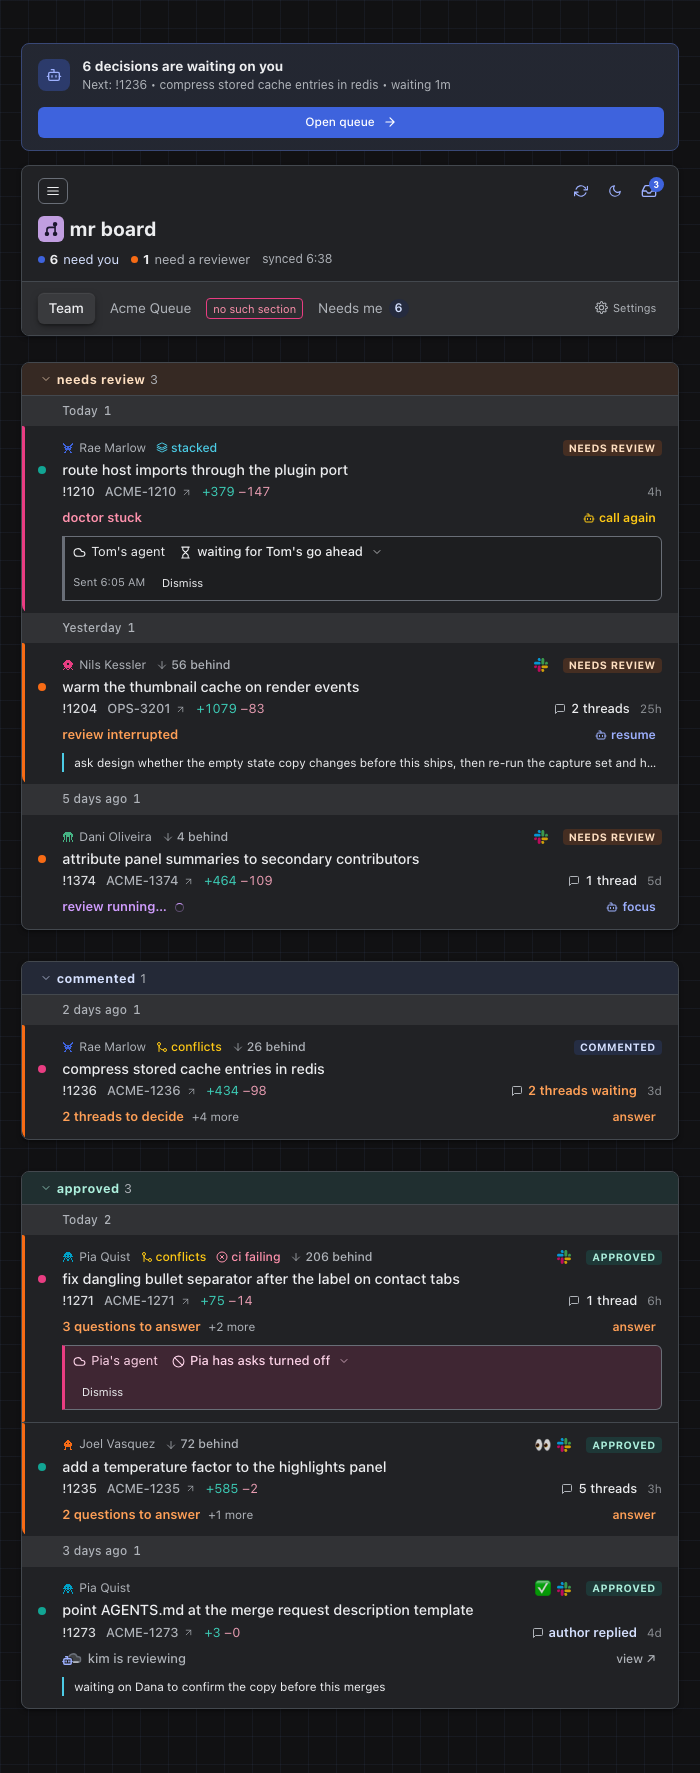 6 decisions are waiting on you
Next: !1236 • compress stored cache entries in redis • waiting 1m
Open queue →
3
mr board
6 need you 1 need a reviewer synced 6:38
Team Acme Queue no such section Needs me 6 Settings
needs review 3
Today 1
Rae Marlow stacked NEEDS REVIEW
route host imports through the plugin port
!1210 ACME-1210 ↗ +379 −147 4h
doctor stuck call again
Tom's agent waiting for Tom's go ahead
Sent 6:05 AM Dismiss
Yesterday 1
Nils Kessler ↓ 56 behind NEEDS REVIEW
warm the thumbnail cache on render events
!1204 OPS-3201 ↗ +1079 −83 2 threads 25h
review interrupted resume
ask design whether the empty state copy changes before this ships, then re-run the capture set and h...
5 days ago 1
Dani Oliveira ↓ 4 behind NEEDS REVIEW
attribute panel summaries to secondary contributors
!1374 ACME-1374 ↗ +464 −109 1 thread 5d
review running... focus
commented 1
2 days ago 1
Rae Marlow conflicts ↓ 26 behind COMMENTED
compress stored cache entries in redis
!1236 ACME-1236 ↗ +434 −98 2 threads waiting 3d
2 threads to decide +4 more answer
approved 3
Today 2
Pia Quist conflicts ci failing ↓ 206 behind APPROVED
fix dangling bullet separator after the label on contact tabs
!1271 ACME-1271 ↗ +75 −14 1 thread 6h
3 questions to answer +2 more answer
Pia's agent Pia has asks turned off
Dismiss
Joel Vasquez ↓ 72 behind 👀 APPROVED
add a temperature factor to the highlights panel
!1235 ACME-1235 ↗ +585 −2 5 threads 3h
2 questions to answer +1 more answer
3 days ago 1
Pia Quist ✅ APPROVED
point AGENTS.md at the merge request description template
!1273 ACME-1273 ↗ +3 −0 author replied 4d
kim is reviewing view ↗
waiting on Dana to confirm the copy before this merges